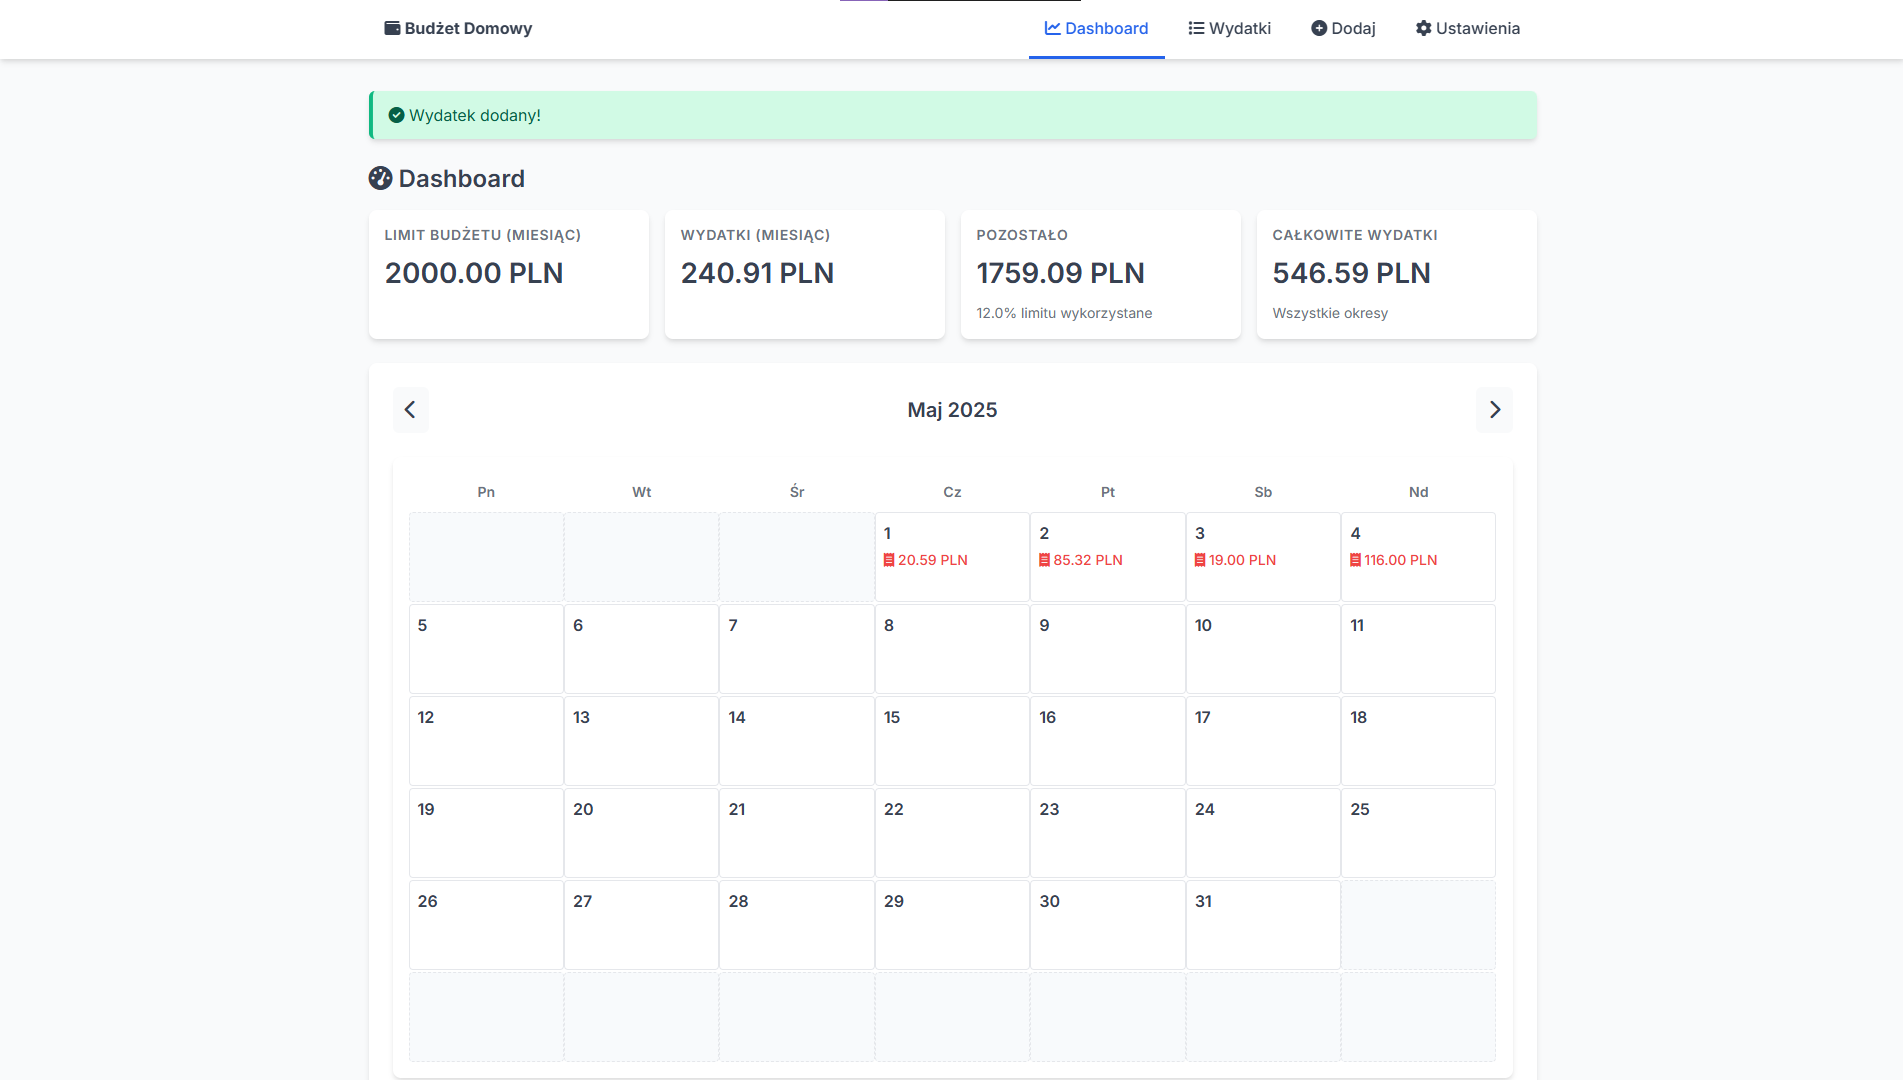 Budżet Domowy
Dashboard
Wydatki
Dodaj
Ustawienia
Wydatek dodany!
Dashboard
LIMIT BUDŻETU (MIESIĄC)
2000.00 PLN
WYDATKI (MIESIĄC)
240.91 PLN
POZOSTAŁO
1759.09 PLN
12.0% limitu wykorzystane
CAŁKOWITE WYDATKI
546.59 PLN
Wszystkie okresy
Maj 2025
Pn Wt Śr Cz Pt Sb Nd
1 2 3 4
20.59 PLN 85.32 PLN 19.00 PLN 116.00 PLN
5 6 7 8 9 10 11
12 13 14 15 16 17 18
19 20 21 22 23 24 25
26 27 28 29 30 31